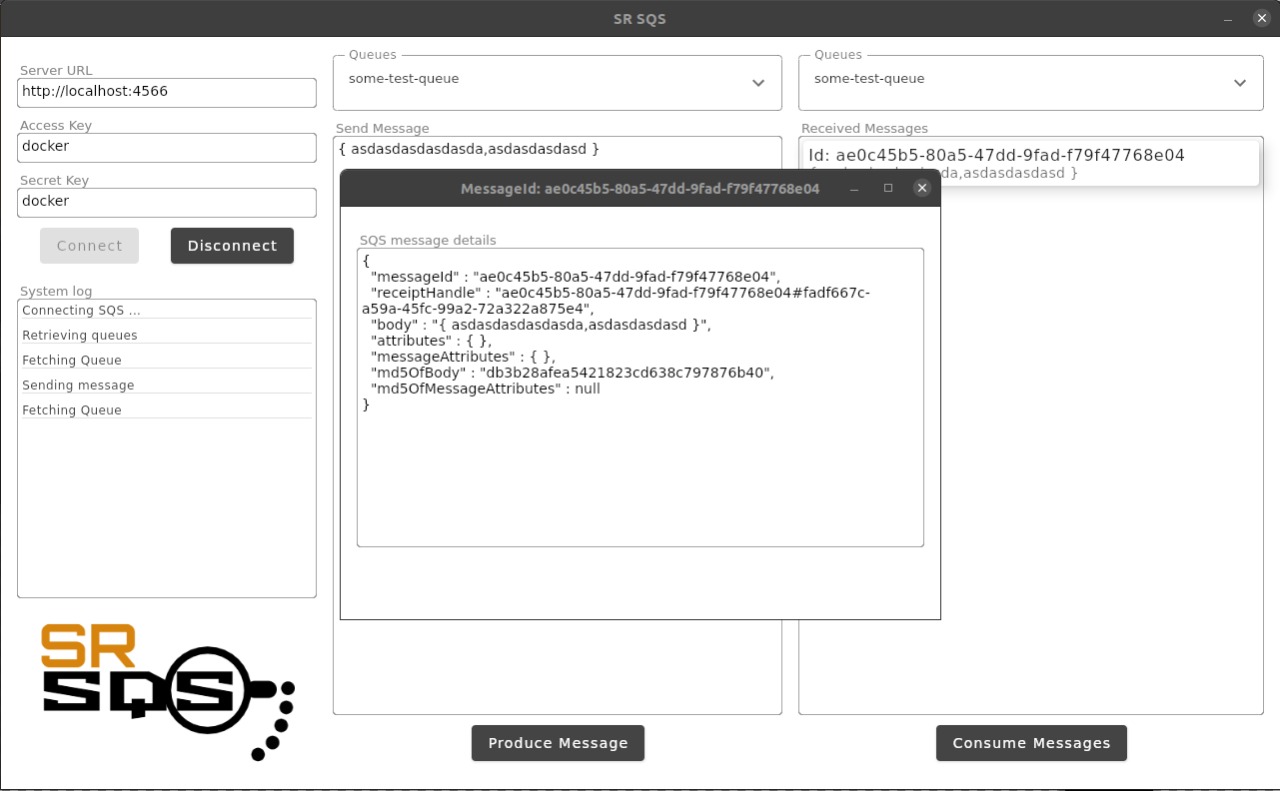 SR SQS
Server URL
http://localhost:4566
Access Key
docker
Secret Key
docker
Connect
Disconnect
System log
Connecting SQS ...
Retrieving queues
Fetching Queue
Sending message
Fetching Queue
SR
SQS
Queues
some-test-queue
Send Message
{ asdasdasdasdasda,asdasdasdasd }
Produce Message
Queues
some-test-queue
Received Messages
Id: ae0c45b5-80a5-47dd-9fad-f79f47768e04
da,asdasdasdasd }
Consume Messages
MessageId: ae0c45b5-80a5-47dd-9fad-f79f47768e04
SQS message details
{
"messageId" : "ae0c45b5-80a5-47dd-9fad-f79f47768e04",
"receiptHandle" : "ae0c45b5-80a5-47dd-9fad-f79f47768e04#fadf667c-
a59a-45fc-99a2-72a322a875e4",
"body" : "{ asdasdasdasdasda,asdasdasdasd }",
"attributes" : { },
"messageAttributes" : { },
"md5OfBody" : "db3b28afea5421823cd638c797876b40",
"md5OfMessageAttributes" : null
}